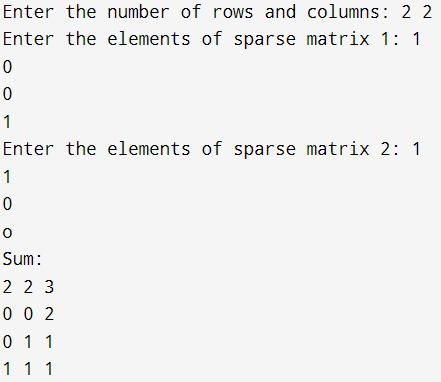 Enter the number of rows and columns: 2 2
Enter the elements of sparse matrix 1: 1
0
0
1
Enter the elements of sparse matrix 2: 1
1
0
o
Sum:
2 2 3
0 0 2
0 1 1
1 1 1